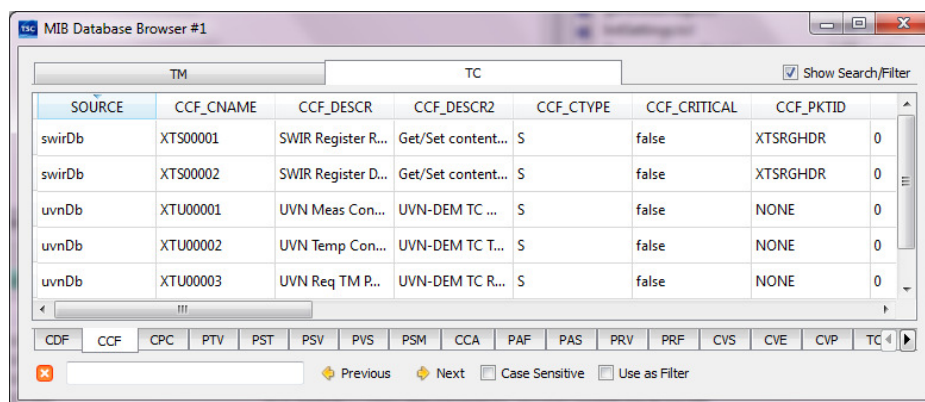 TSC MIB Database Browser #1
TM TC Show Search/Filter
SOURCE CCF_CNAME CCF_DESCR CCF_DESCR2 CCF_CTYPE CCF_CRITICAL CCF_PKTID
swirDb XTS00001 SWIR Register R... Get/Set content... S false XTSRGHDR 0
swirDb XTS00002 SWIR Register D... Get/Set content... S false XTSRGHDR 0
uvnDb XTU00001 UVN Meas Con... UVN-DEM TC ... S false NONE 0
uvnDb XTU00002 UVN Temp Con... UVN-DEM TC T... S false NONE 0
uvnDb XTU00003 UVN Req TM P... UVN-DEM TC R... S false NONE 0
CDF CCF CPC PTV PST PSV PVS PSM CCA PAF PAS PRV PRF CVS CVE CVP TC
Previous Next Case Sensitive Use as Filter